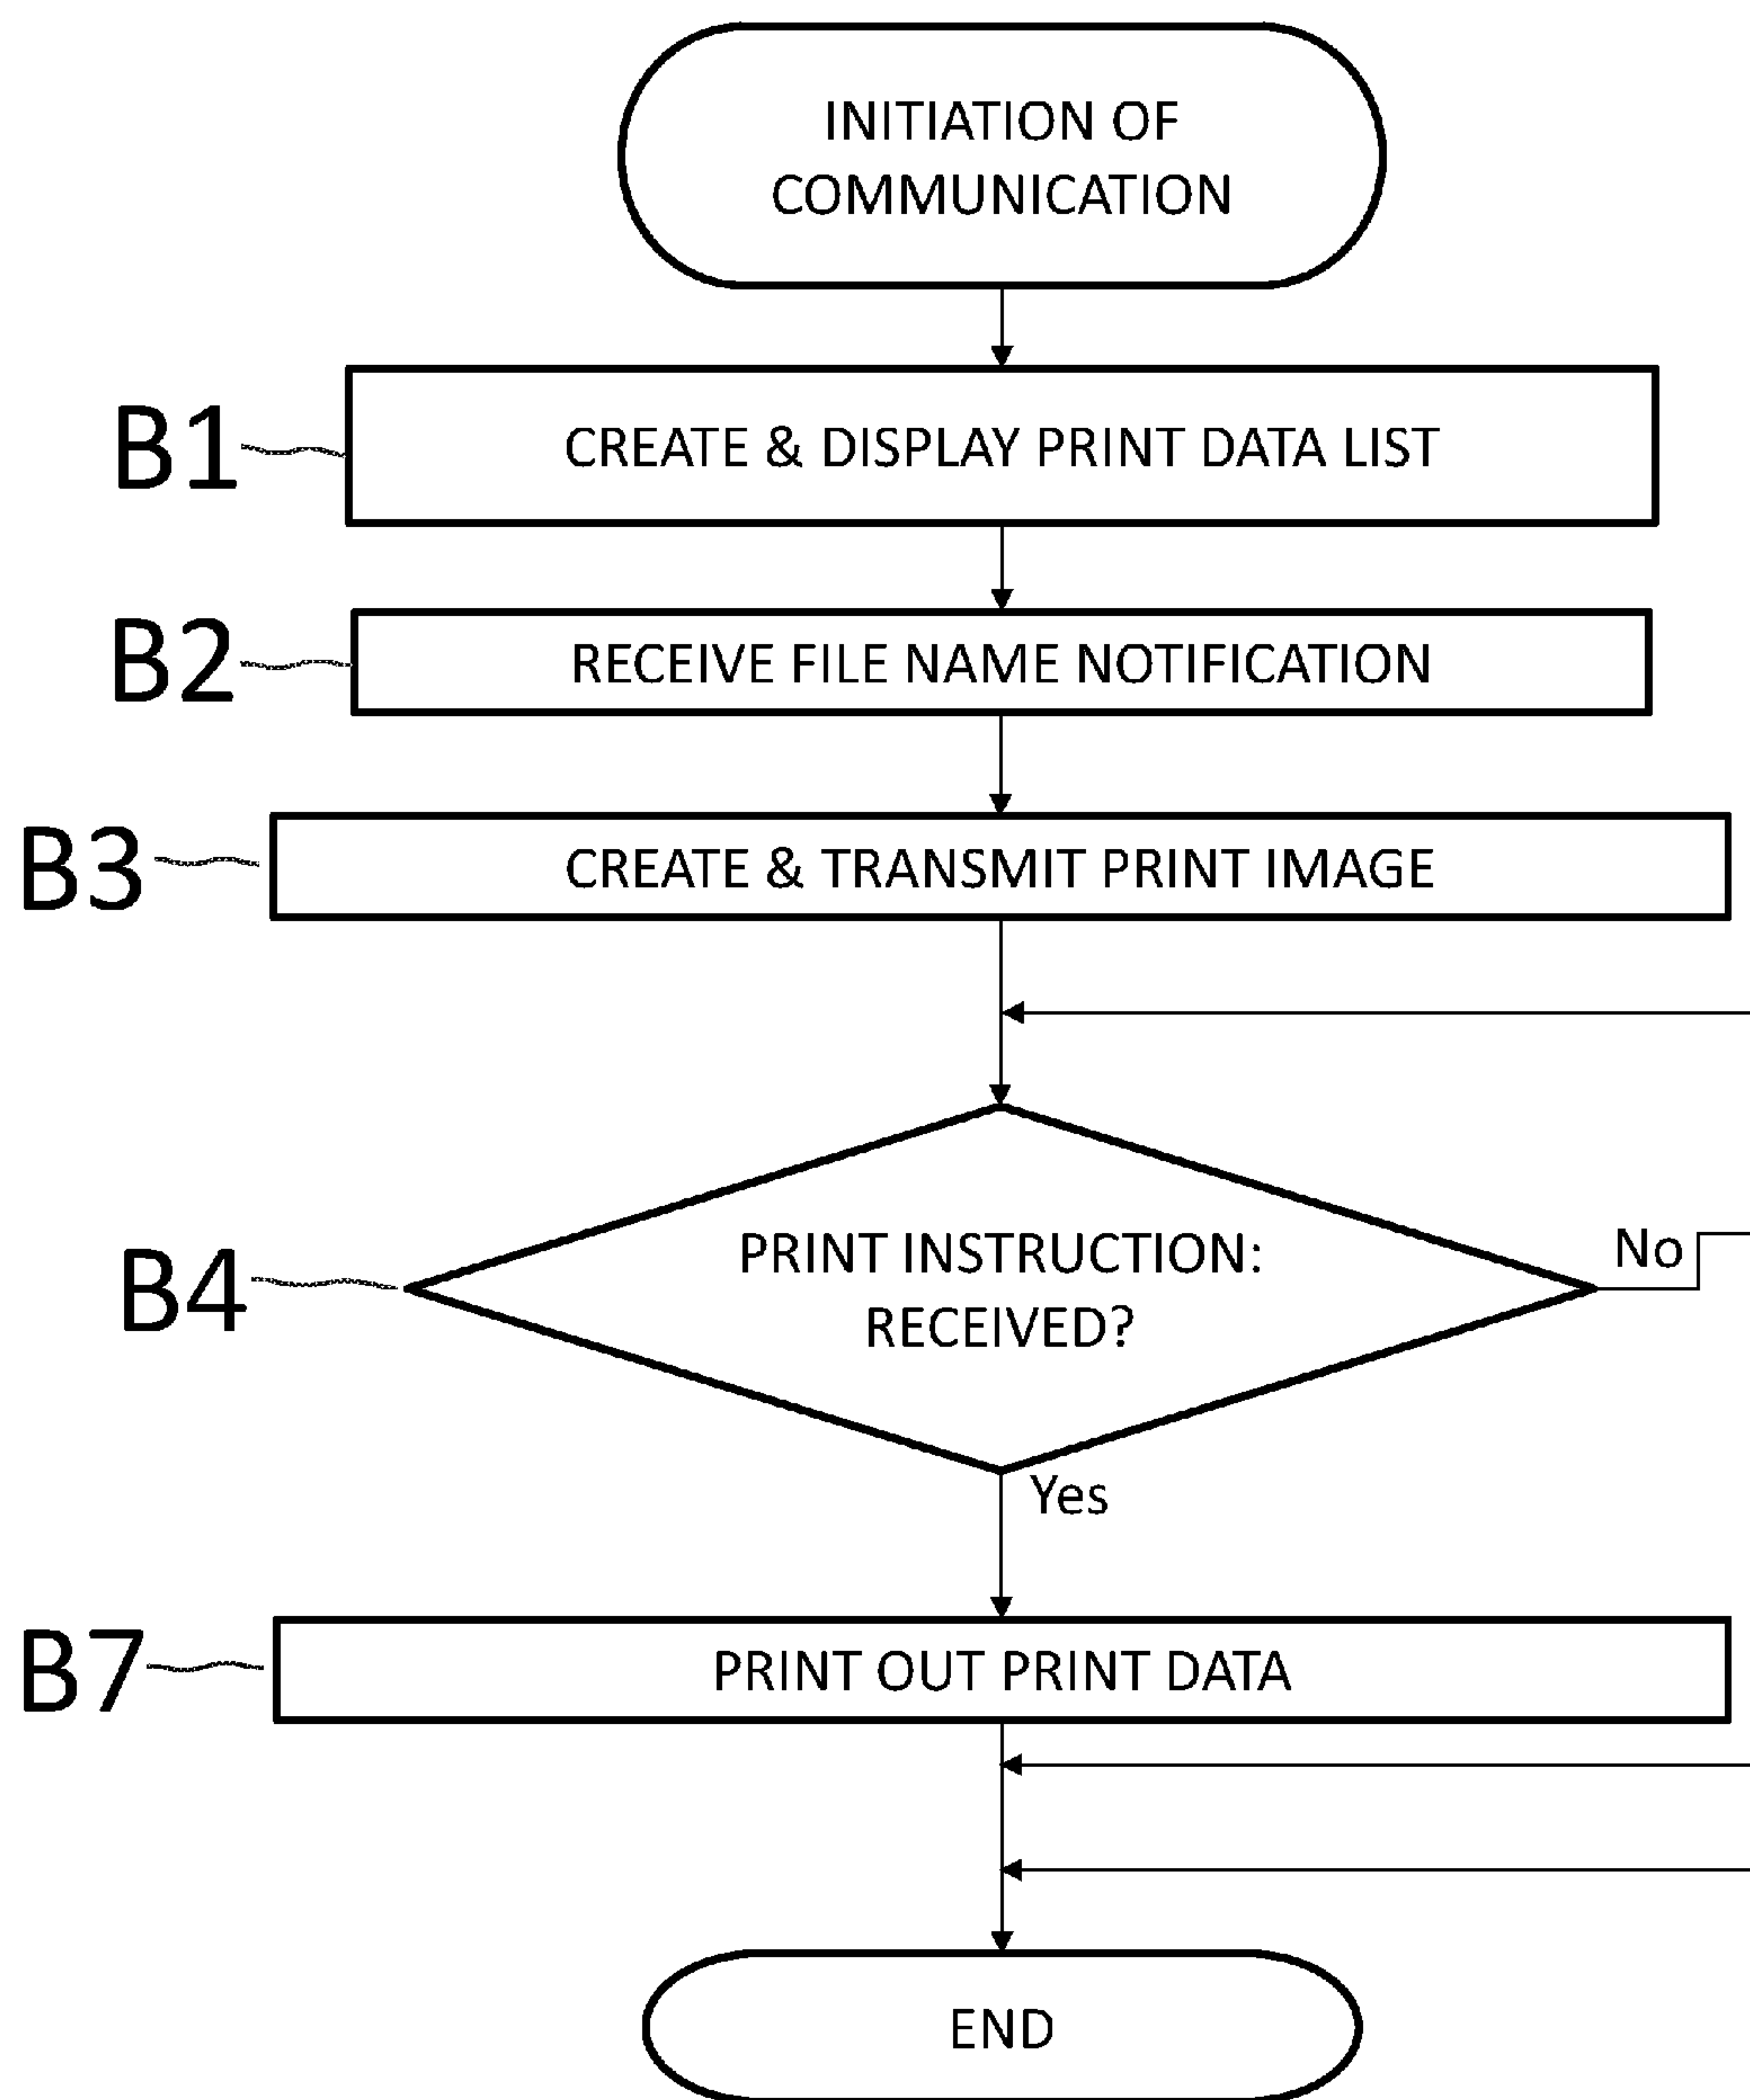 INITIATION OF
COMMUNICATION
B1
CREATE & DISPLAY PRINT DATA LIST
B2
RECEIVE FILE NAME NOTIFICATION
B3
CREATE & TRANSMIT PRINT IMAGE
B4
PRINT INSTRUCTION:
RECEIVED?
No
Yes
B7
PRINT OUT PRINT DATA
END